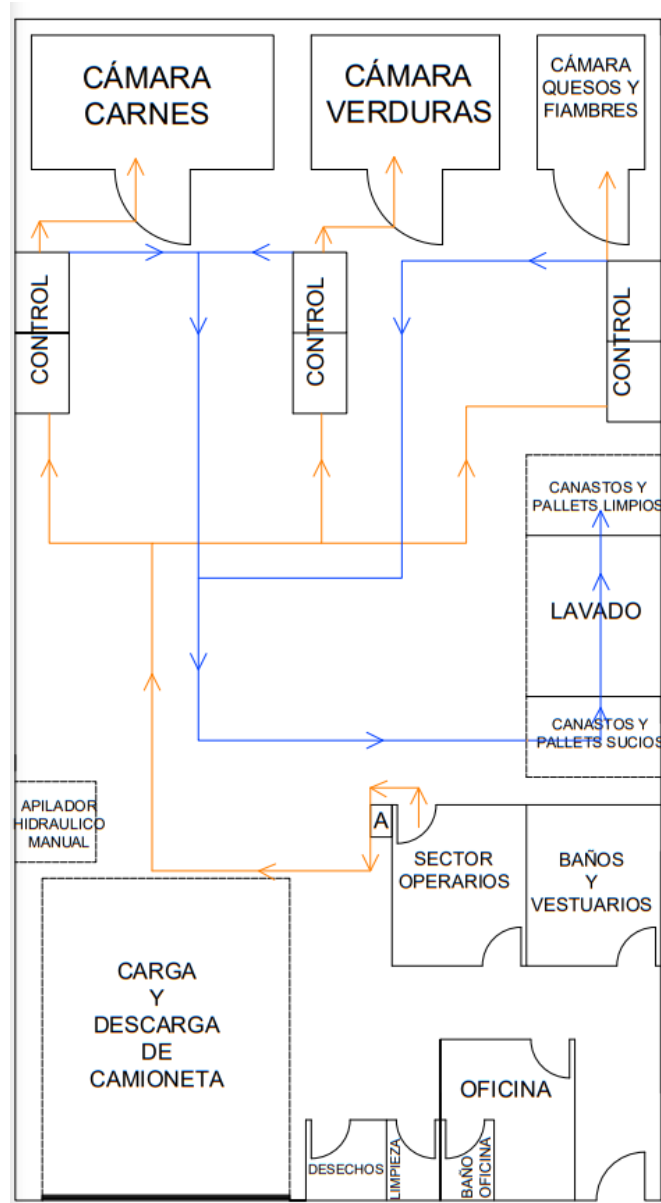 CÁMARA
CARNES
CÁMARA
VERDURAS
CÁMARA
QUESOS Y
FIAMBRES
CONTROL
CONTROL
CONTROL
CANASTOS Y
PALLETS LIMPIOS
LAVADO
CANASTOS Y
PALLETS SUCIOS
APILADOR
HIDRAULICO
MANUAL
A
SECTOR
OPERARIOS
BAÑOS
Y
VESTUARIOS
CARGA
Y
DESCARGA
DE
CAMIONETA
OFICINA
DESECHOS
LIMPIEZA
BAÑO
OFICINA